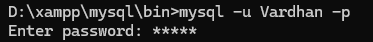 D:\xampp\mysql\bin>mysql -u Vardhan -p
Enter password: *****